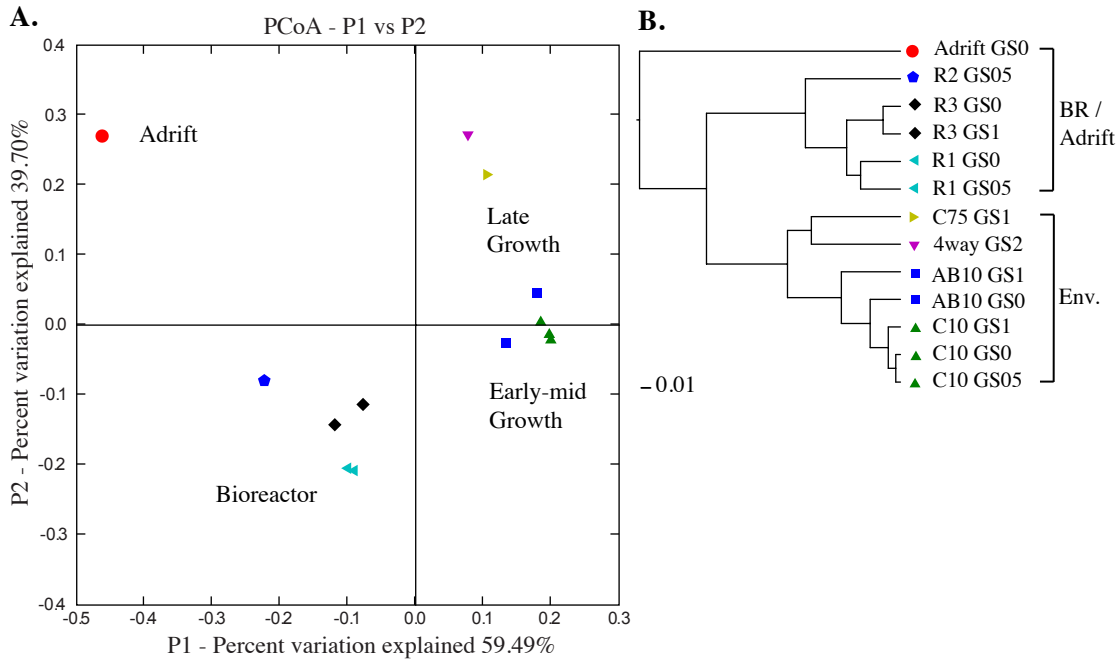 A.
PCoA - P1 vs P2
0.4
0.3
0.2
0.1
0.0
-0.1
-0.2
-0.3
-0.4
P2 - Percent variation explained 39.70%
-0.5
-0.4
-0.3
-0.2
-0.1
0.0
0.1
0.2
0.3
P1 - Percent variation explained 59.49%
Adrift
Late
Growth
Early-mid
Growth
Bioreactor
B.
Adrift GS0
R2 GS05
R3 GS0
R3 GS1
R1 GS0
R1 GS05
C75 GS1
4way GS2
AB10 GS1
AB10 GS0
C10 GS1
C10 GS0
C10 GS05
BR /
Adrift
Env.
0.01